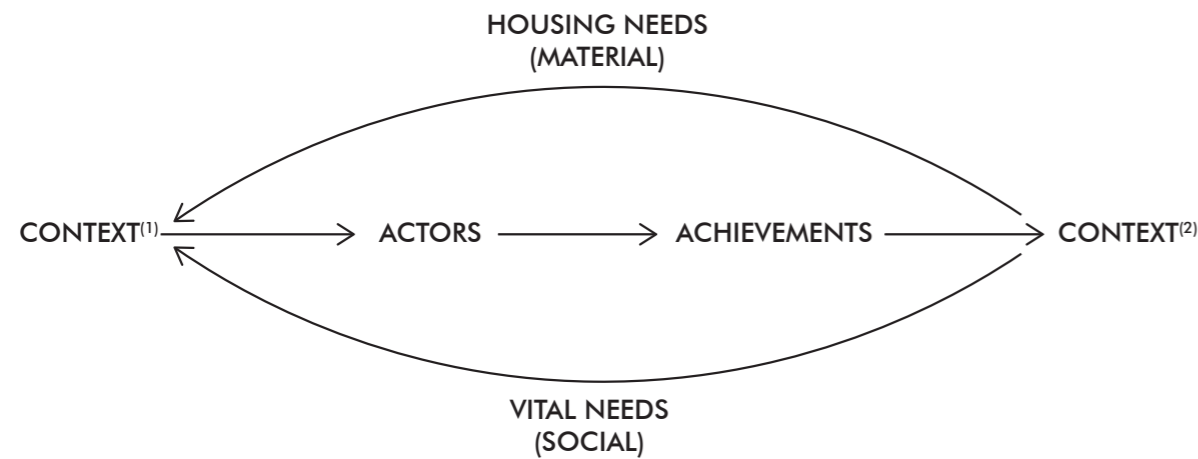 HOUSING NEEDS
(MATERIAL)
CONTEXT(1) ACTORS ACHIEVEMENTS CONTEXT(2)
VITAL NEEDS
(SOCIAL)